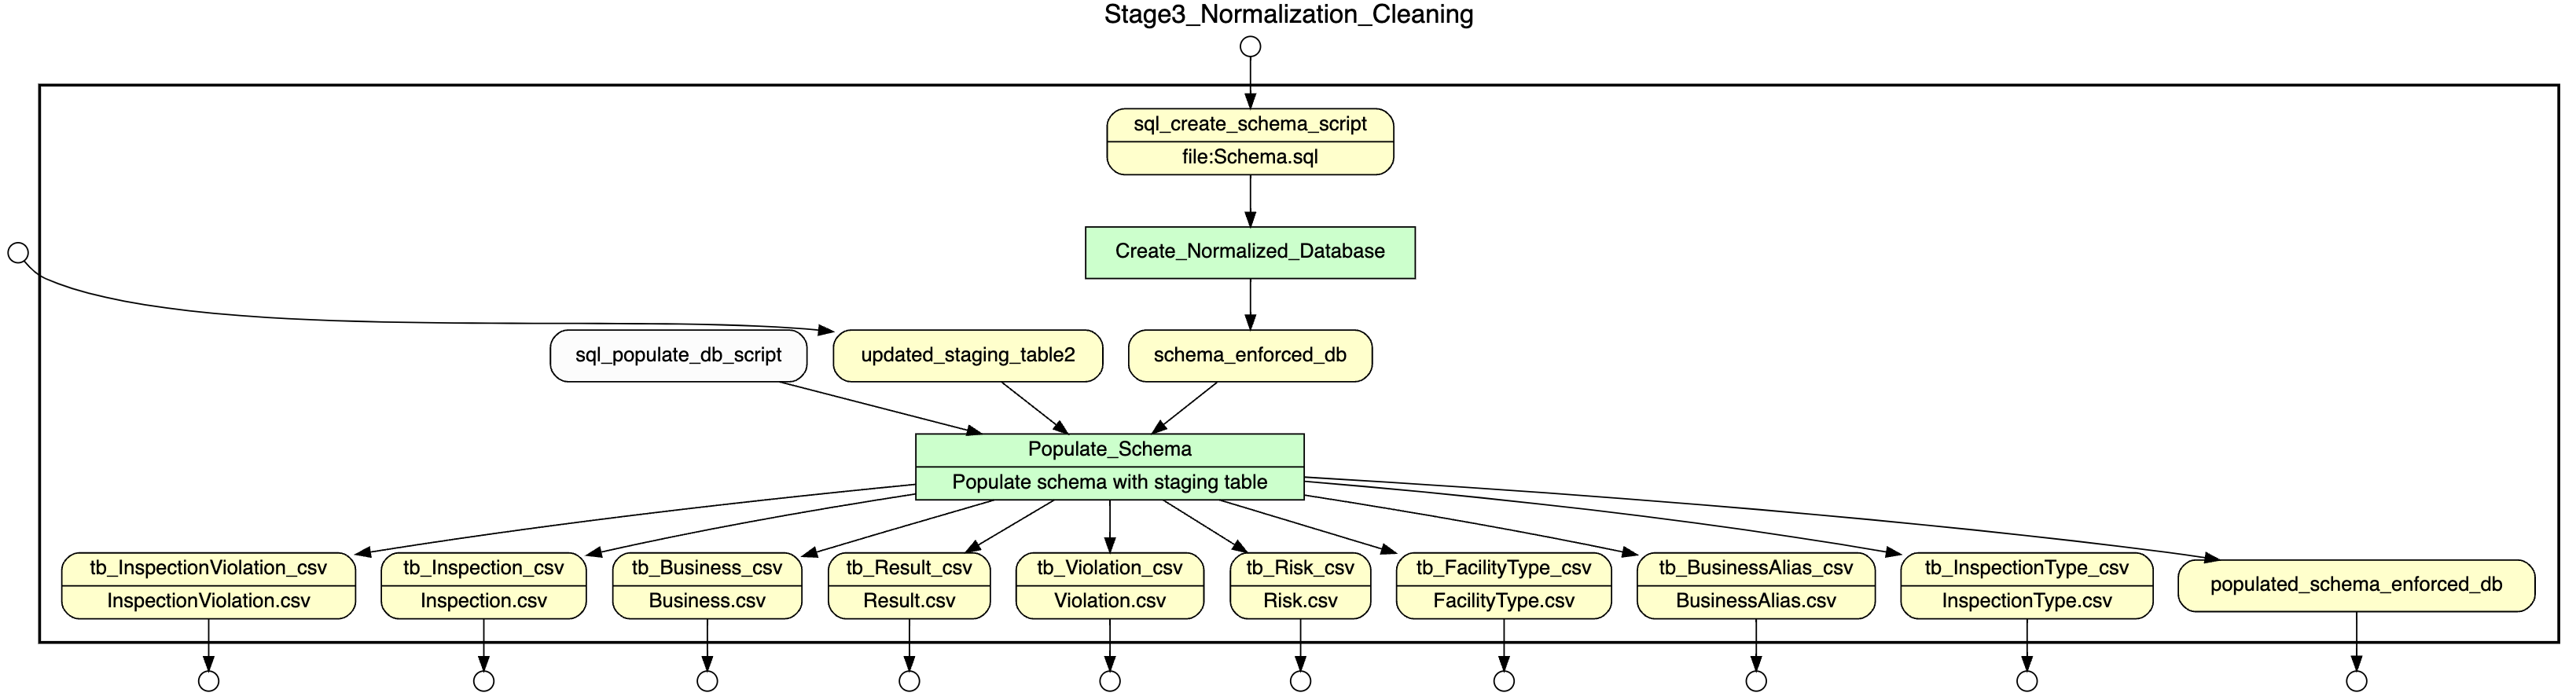 Stage3_Normalization_Cleaning
sql_create_schema_script
file:Schema.sql
Create_Normalized_Database
sql_populate_db_script
updated_staging_table2
schema_enforced_db
Populate_Schema
Populate schema with staging table
tb_InspectionViolation_csv
InspectionViolation.csv
tb_Inspection_csv
Inspection.csv
tb_Business_csv
Business.csv
tb_Result_csv
Result.csv
tb_Violation_csv
Violation.csv
tb_Risk_csv
Risk.csv
tb_FacilityType_csv
FacilityType.csv
tb_BusinessAlias_csv
BusinessAlias.csv
tb_InspectionType_csv
InspectionType.csv
populated_schema_enforced_db